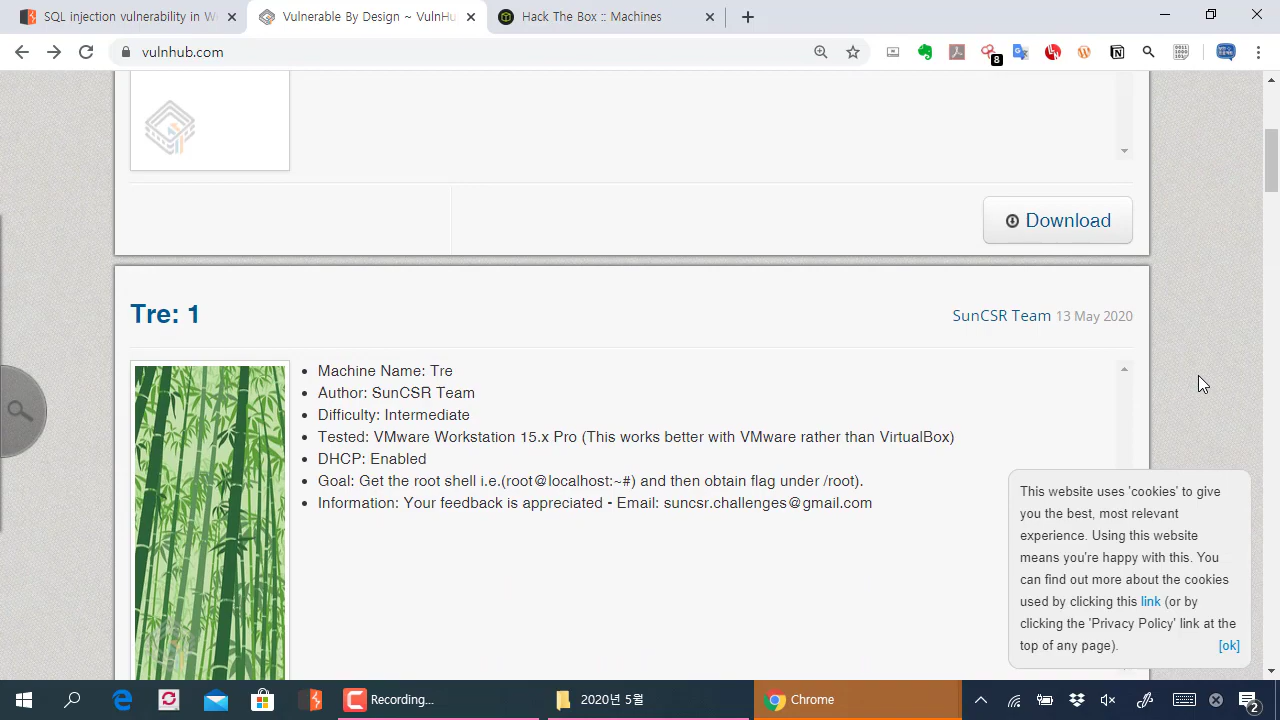 SQL injection vulnerability in W
Vulnerable By Design ~ VulnHu
Hack The Box :: Machines
vulnhub.com
8
Download
Tre: 1
SunCSR Team 13 May 2020
Machine Name: Tre
Author: SunCSR Team
Difficulty: Intermediate
Tested: VMware Workstation 15.x Pro (This works better with VMware rather than VirtualBox)
DHCP: Enabled
Goal: Get the root shell i.e.(root@localhost:~#) and then obtain flag under /root).
Information: Your feedback is appreciated - Email: suncsr.challenges@gmail.com
This website uses 'cookies' to give
you the best, most relevant
experience. Using this website
means you're happy with this. You
can find out more about the cookies
used by clicking this link (or by
clicking the 'Privacy Policy' link at the
top of any page). [ok]
Recording...
2020년 5월
Chrome
2